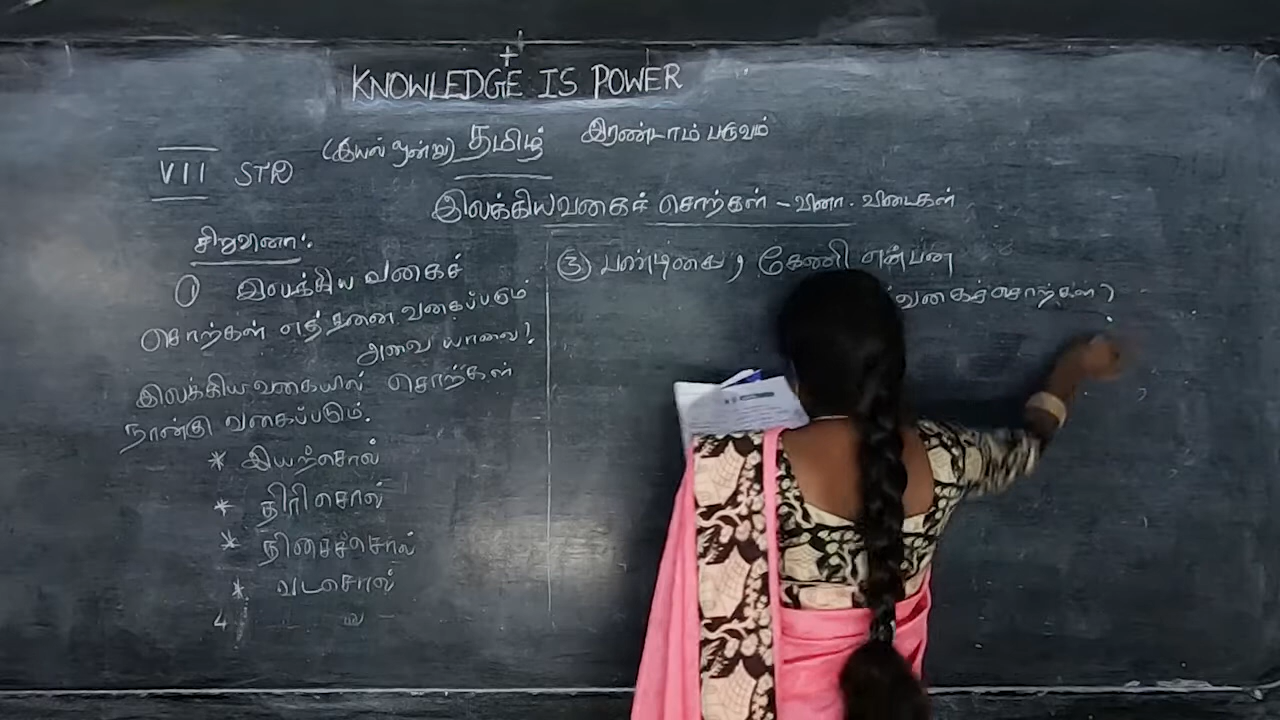 KNOWLEDGE IS POWER
(இயல் மூன்று) தமிழ் இரண்டாம் பருவம்
VII STD
இலக்கியவகைச் சொற்கள் - வினா. விடைகள்
சிறுவினா:
1) இலக்கிய வகைச்
சொற்கள் எத்தனை வகைப்படும்
அவை யாவை?
இலக்கியவகையில் சொற்கள்
நான்கு வகைப்படும்.
* இயற்சொல்
* திரிசொல்
* திசைச்சொல்
* வடசொல்
4
3) பண்டிகை, கேணி என்பன
வகைச்சொற்கள்?